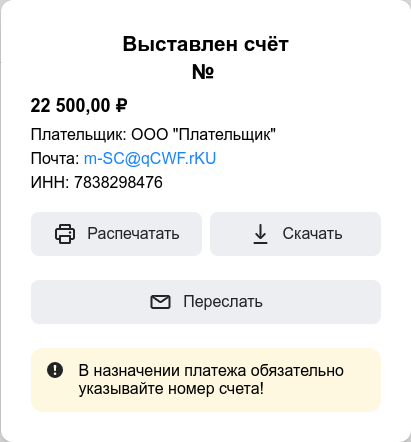 Выставлен счёт
№
22 500,00 ₽
Плательщик: ООО "Плательщик"
Почта: m-SC@qCWF.rKU
ИНН: 7838298476
Распечатать
Скачать
Переслать
В назначении платежа обязательно
указывайте номер счета!